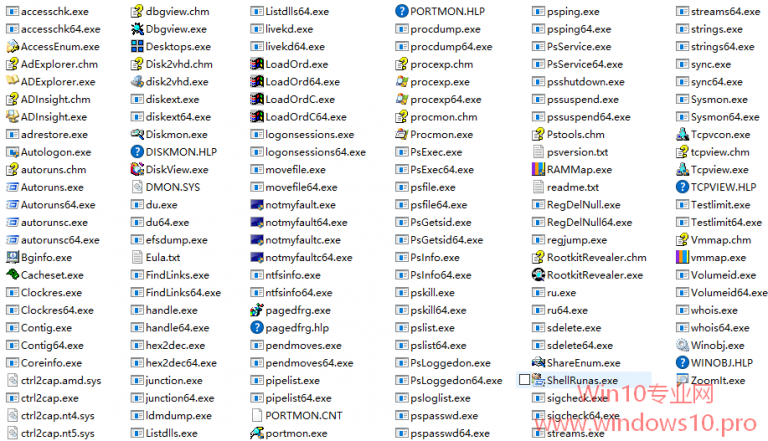 accesschk.exe
accesschk64.exe
AccessEnum.exe
AdExplorer.chm
ADExplorer.exe
ADInsight.chm
ADInsight.exe
adrestore.exe
Autologon.exe
autoruns.chm
Autoruns.exe
Autoruns64.exe
autorunsc.exe
autorunsc64.exe
Bginfo.exe
Cacheset.exe
Clockres.exe
Clockres64.exe
Contig.exe
Contig64.exe
Coreinfo.exe
ctrl2cap.amd.sys
ctrl2cap.exe
ctrl2cap.nt4.sys
ctrl2cap.nt5.sys
dbgview.chm
Dbgview.exe
Desktops.exe
Disk2vhd.chm
disk2vhd.exe
diskext.exe
diskext64.exe
Diskmon.exe
DISKMON.HLP
DiskView.exe
DMON.SYS
du.exe
du64.exe
efsdump.exe
Eula.txt
FindLinks.exe
FindLinks64.exe
handle.exe
handle64.exe
hex2dec.exe
hex2dec64.exe
junction.exe
junction64.exe
ldmdump.exe
Listdlls.exe
Listdlls64.exe
livekd.exe
livekd64.exe
LoadOrd.exe
LoadOrd64.exe
LoadOrdC.exe
LoadOrdC64.exe
logonsessions.exe
logonsessions64.exe
movefile.exe
movefile64.exe
notmyfault.exe
notmyfault64.exe
notmyfaultc.exe
notmyfaultc64.exe
ntfsinfo.exe
ntfsinfo64.exe
pagedfrg.exe
pagedfrg.hlp
pendmoves.exe
pendmoves64.exe
pipelist.exe
pipelist64.exe
PORTMON.CNT
portmon.exe
PORTMON.HLP
procdump.exe
procdump64.exe
procexp.chm
procexp.exe
procexp64.exe
procmon.chm
Procmon.exe
PsExec.exe
PsExec64.exe
psfile.exe
psfile64.exe
PsGetsid.exe
PsGetsid64.exe
PsInfo.exe
PsInfo64.exe
pskill.exe
pskill64.exe
pslist.exe
pslist64.exe
PsLoggedon.exe
PsLoggedon64.exe
psloglist.exe
pspasswd.exe
pspasswd64.exe
psping.exe
psping64.exe
PsService.exe
PsService64.exe
psshutdown.exe
pssuspend.exe
pssuspend64.exe
Pstools.chm
psversion.txt
RAMMap.exe
readme.txt
RegDelNull.exe
RegDelNull64.exe
regjump.exe
RootkitRevealer.chm
RootkitRevealer.exe
ru.exe
ru64.exe
sdelete.exe
sdelete64.exe
ShareEnum.exe
ShellRunas.exe
sigcheck.exe
sigcheck64.exe
streams.exe
streams64.exe
strings.exe
strings64.exe
sync.exe
sync64.exe
Sysmon.exe
Sysmon64.exe
Tcpvcon.exe
tcpview.chm
Tcpview.exe
TCPVIEW.HLP
Testlimit.exe
Testlimit64.exe
Vmmap.chm
vmmap.exe
Volumeid.exe
Volumeid64.exe
whois.exe
whois64.exe
Winobj.exe
WINOBJ.HLP
ZoomIt.exe
Win10专业网
www.windows10.pro